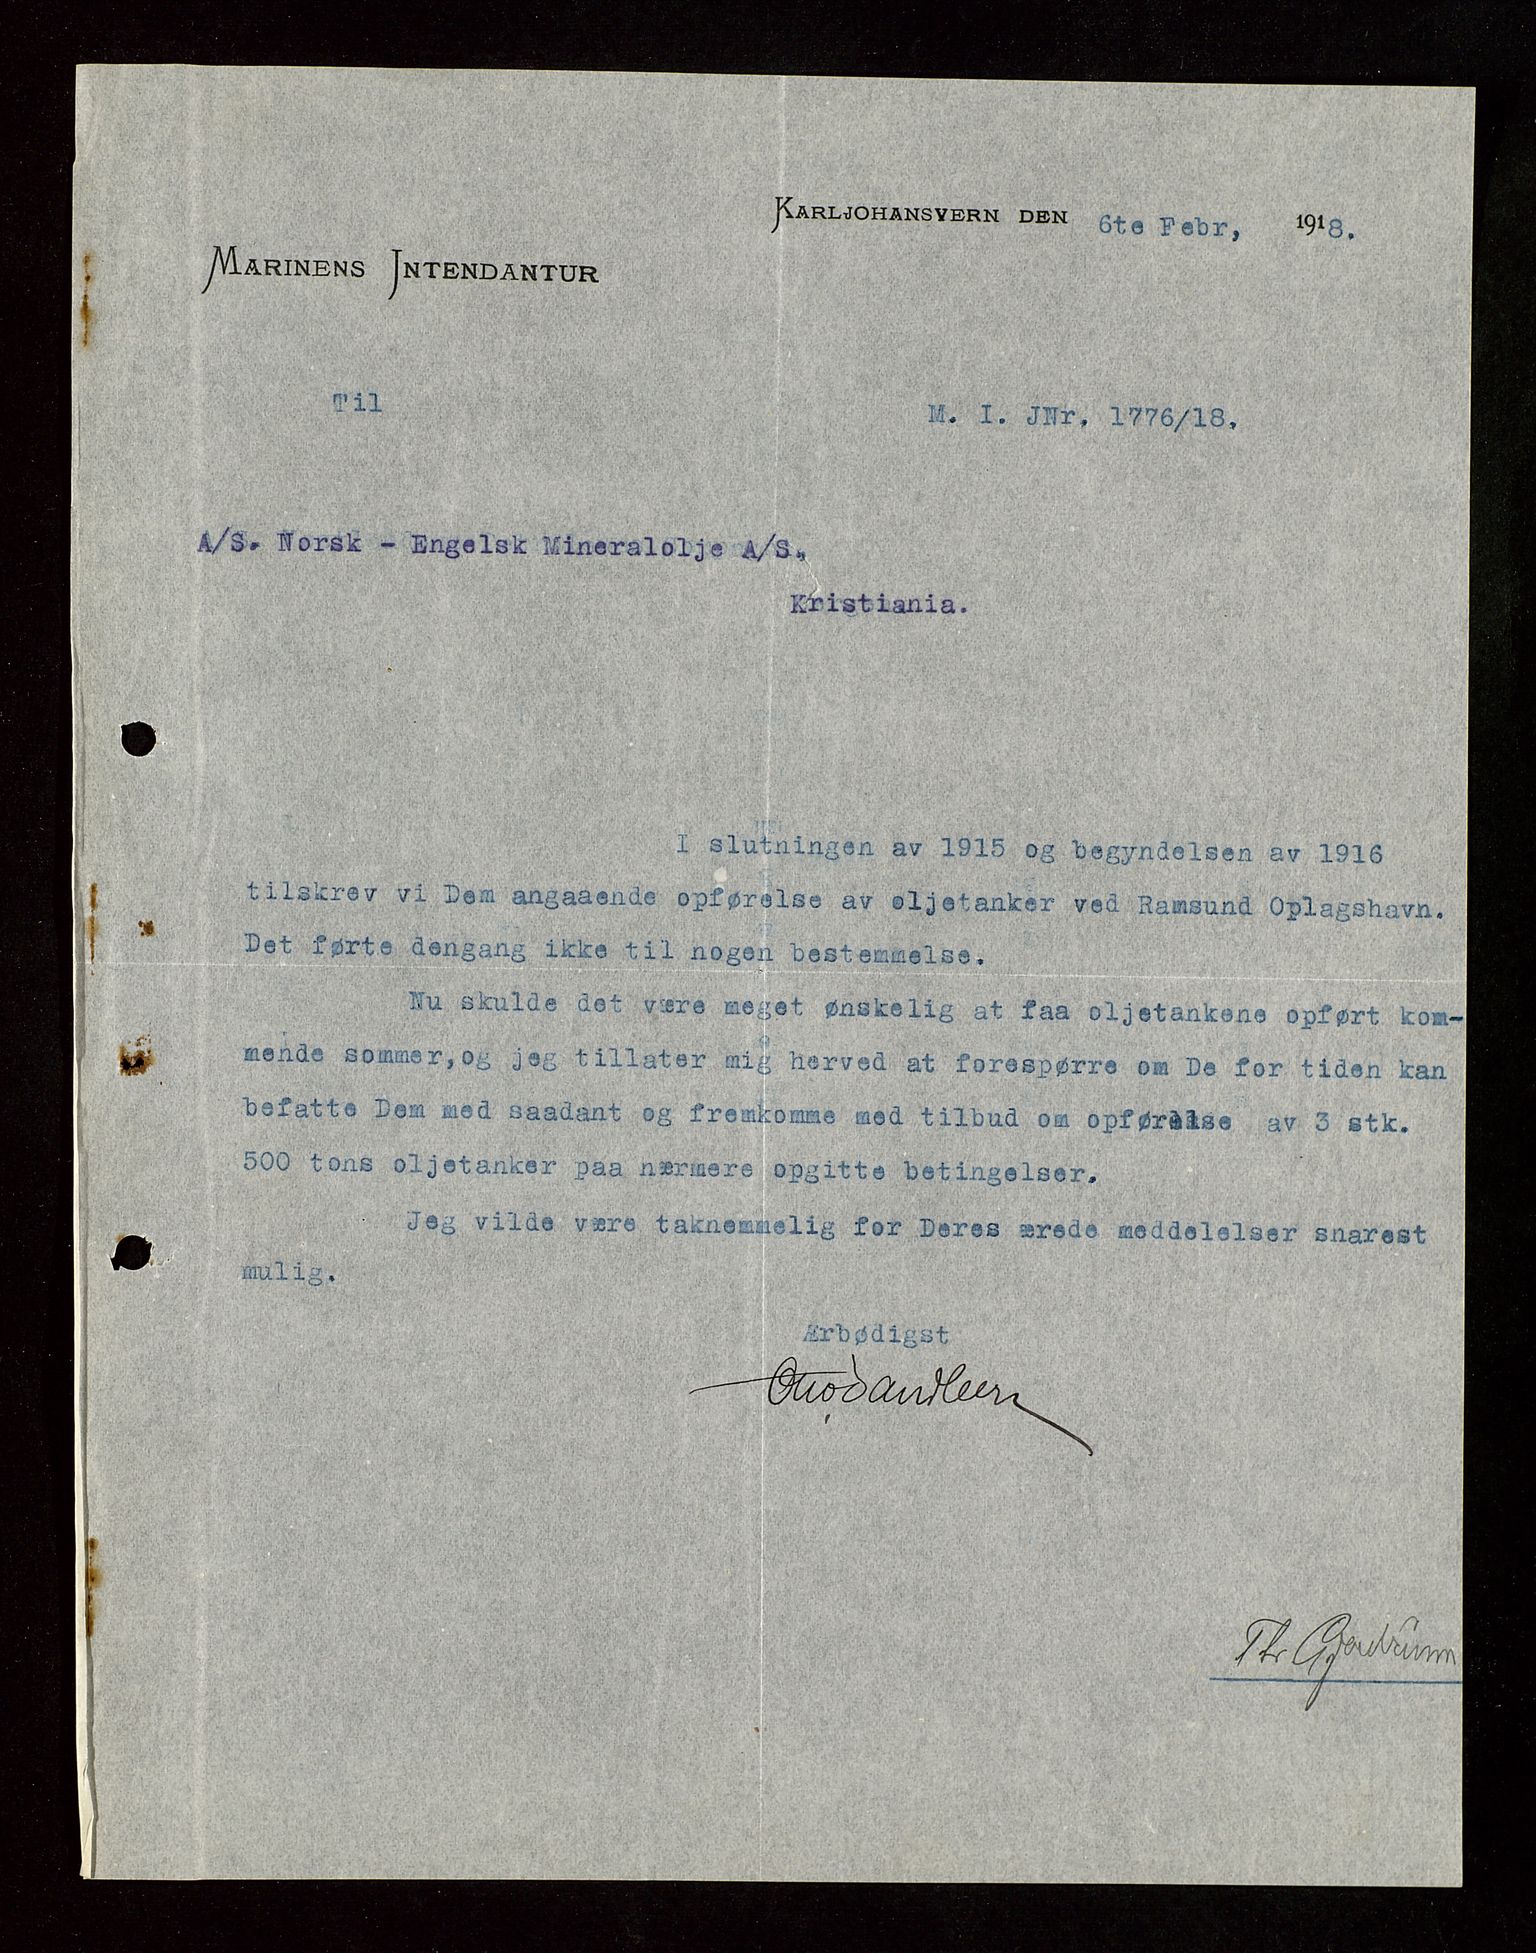 KARLJOHANSVERN DEN 6te Febr, 1918.
MARINENS INTENDANTUR
Til
M. I. JNr. 1776/18.
A/S. Norsk - Engelsk Mineralolje A/S.,
Kristiania.
I slutningen av 1915 og begyndelsen av 1916
tilskrev vi Dem angaaende opførelse av oljetanker ved Ramsund Oplagshavn.
Det førte dengang ikke til nogen bestemmelse.
Nu skulde det være meget ønskelig at faa oljetankene opført kom-
mende sommer,og jeg tillater mig herved at forespørre om De for tiden kan
befatte Dem med saadant og fremkomme med tilbud om opførelse av 3 stk.
500 tons oljetanker paa nærmere opgitte betingelser.
Jeg vilde være taknemmelig for Deres ærede meddelelser snarest
mulig.
Ærbødigst